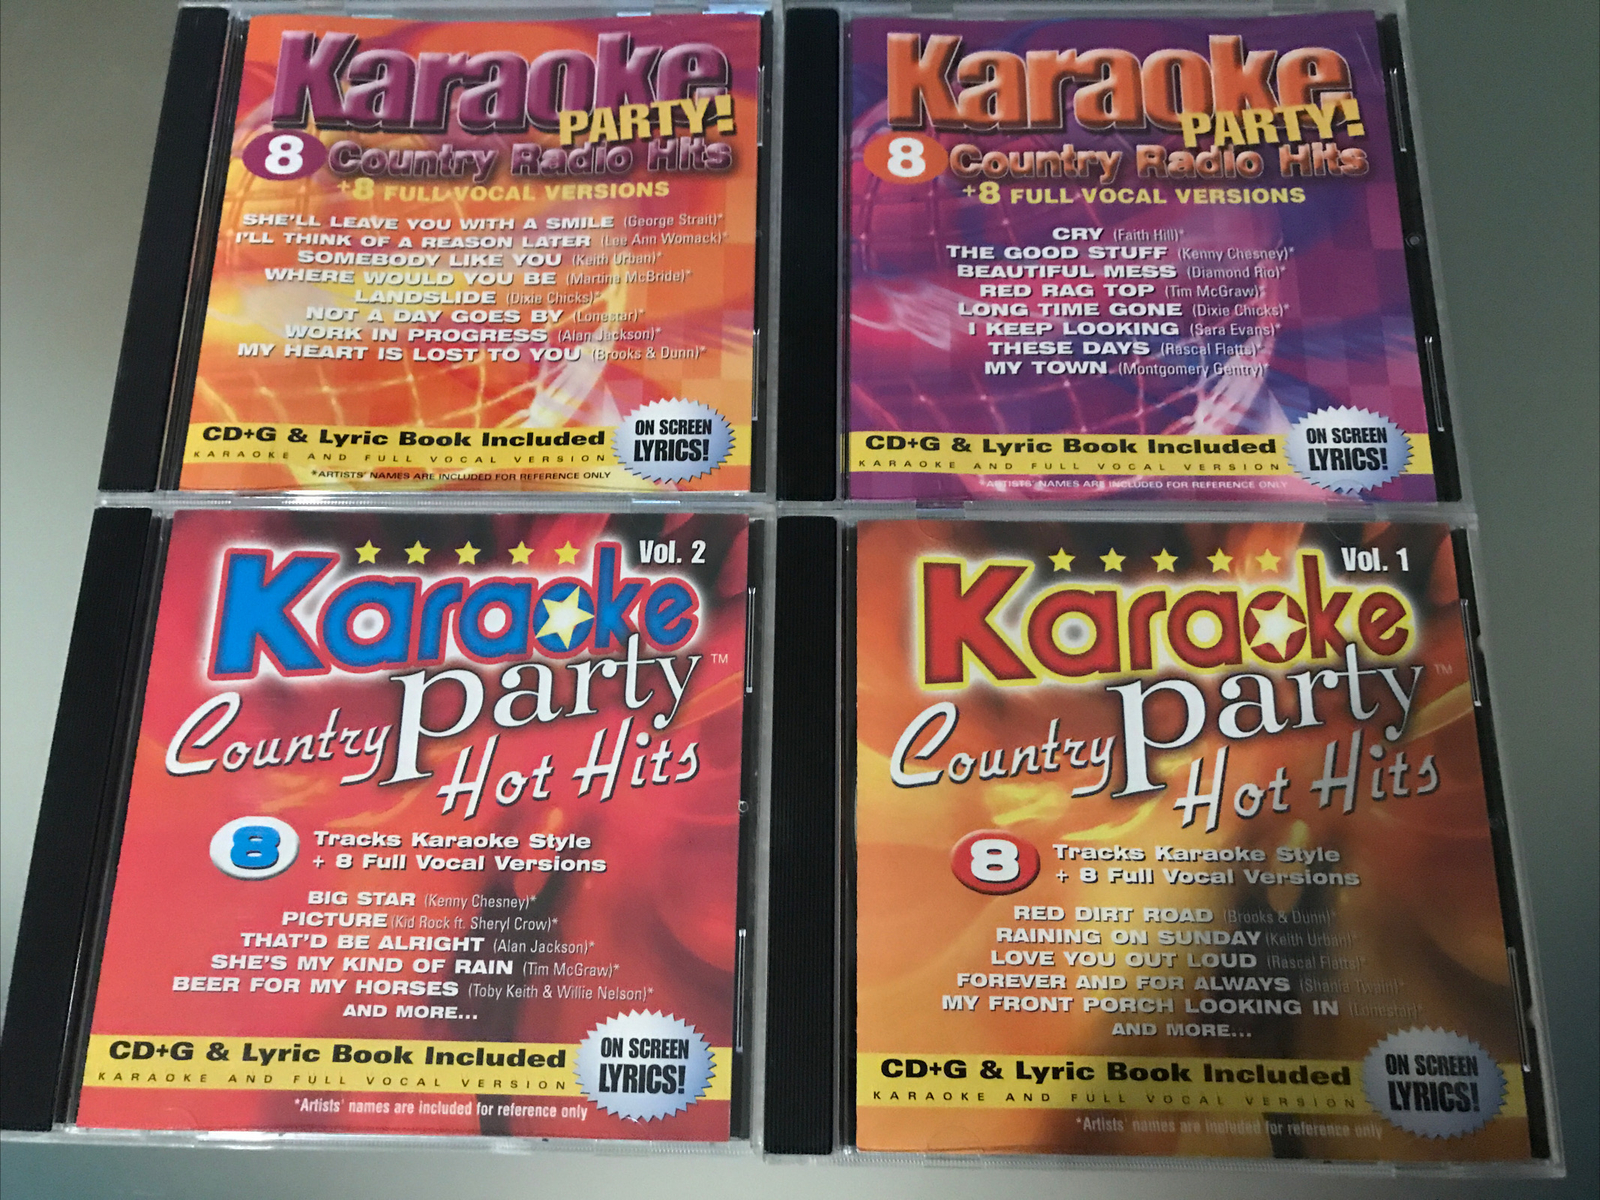 Karaoke
PARTY!
8 Country Radio Hits
+8 FULL VOCAL VERSIONS
SHE'LL LEAVE YOU WITH A SMILE (George Strait)*
I'LL THINK OF A REASON LATER (Lee Ann Womack)*
SOMEBODY LIKE YOU (Keith Urban)*
WHERE WOULD YOU BE (Martina McBride)*
LANDSLIDE (Dixie Chicks)*
NOT A DAY GOES BY (Lonestar)*
WORK IN PROGRESS (Alan Jackson)*
MY HEART IS LOST TO YOU (Brooks & Dunn)*
CD+G & Lyric Book Included
KARAOKE AND FULL VOCAL VERSION
ON SCREEN
LYRICS!
*ARTISTS' NAMES ARE INCLUDED FOR REFERENCE ONLY
Karaoke
PARTY!
8 Country Radio Hits
+8 FULL VOCAL VERSIONS
CRY (Faith Hill)*
THE GOOD STUFF (Kenny Chesney)*
BEAUTIFUL MESS (Diamond Rio)*
RED RAG TOP (Tim McGraw)*
LONG TIME GONE (Dixie Chicks)*
I KEEP LOOKING (Sara Evans)*
THESE DAYS (Rascal Flatts)*
MY TOWN (Montgomery Gentry)*
CD+G & Lyric Book Included
KARAOKE AND FULL VOCAL VERSION
ON SCREEN
LYRICS!
*ARTISTS' NAMES ARE INCLUDED FOR REFERENCE ONLY
Vol. 2
Karaoke
party ™
Country
Hot Hits
8 Tracks Karaoke Style
+ 8 Full Vocal Versions
BIG STAR (Kenny Chesney)*
PICTURE (Kid Rock ft. Sheryl Crow)*
THAT'D BE ALRIGHT (Alan Jackson)*
SHE'S MY KIND OF RAIN (Tim McGraw)*
BEER FOR MY HORSES (Toby Keith & Willie Nelson)*
AND MORE...
CD+G & Lyric Book Included
KARAOKE AND FULL VOCAL VERSION
ON SCREEN
LYRICS!
*Artists' names are included for reference only
Vol. 1
Karaoke
party ™
Country
Hot Hits
8 Tracks Karaoke Style
+ 8 Full Vocal Versions
RED DIRT ROAD (Brooks & Dunn)*
RAINING ON SUNDAY (Keith Urban)*
LOVE YOU OUT LOUD (Rascal Flatts)*
FOREVER AND FOR ALWAYS (Shania Twain)*
MY FRONT PORCH LOOKING IN (Lonestar)*
AND MORE...
CD+G & Lyric Book Included
KARAOKE AND FULL VOCAL VERSION
ON SCREEN
LYRICS!
*Artists' names are included for reference only